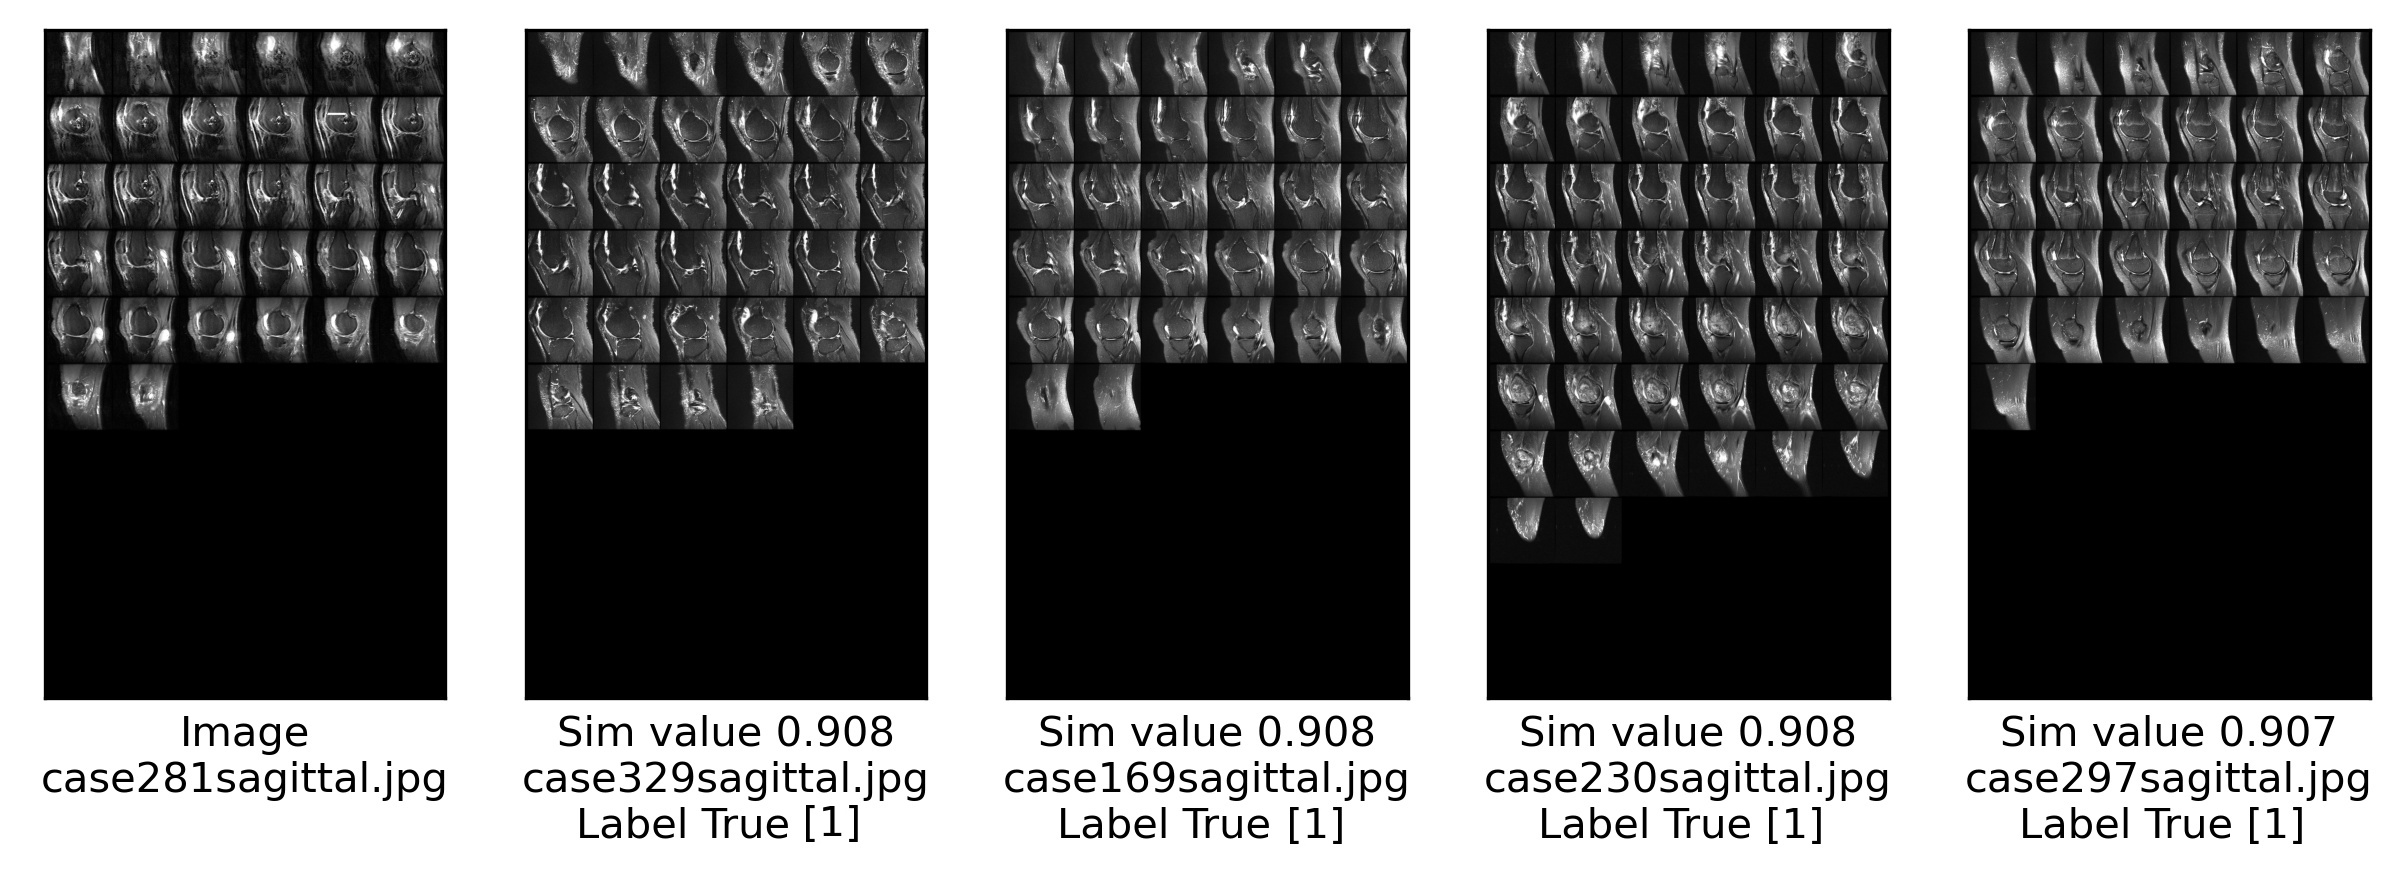 Image
case281sagittal.jpg
Sim value 0.908
case329sagittal.jpg
Label True [1]
Sim value 0.908
case169sagittal.jpg
Label True [1]
Sim value 0.908
case230sagittal.jpg
Label True [1]
Sim value 0.907
case297sagittal.jpg
Label True [1]